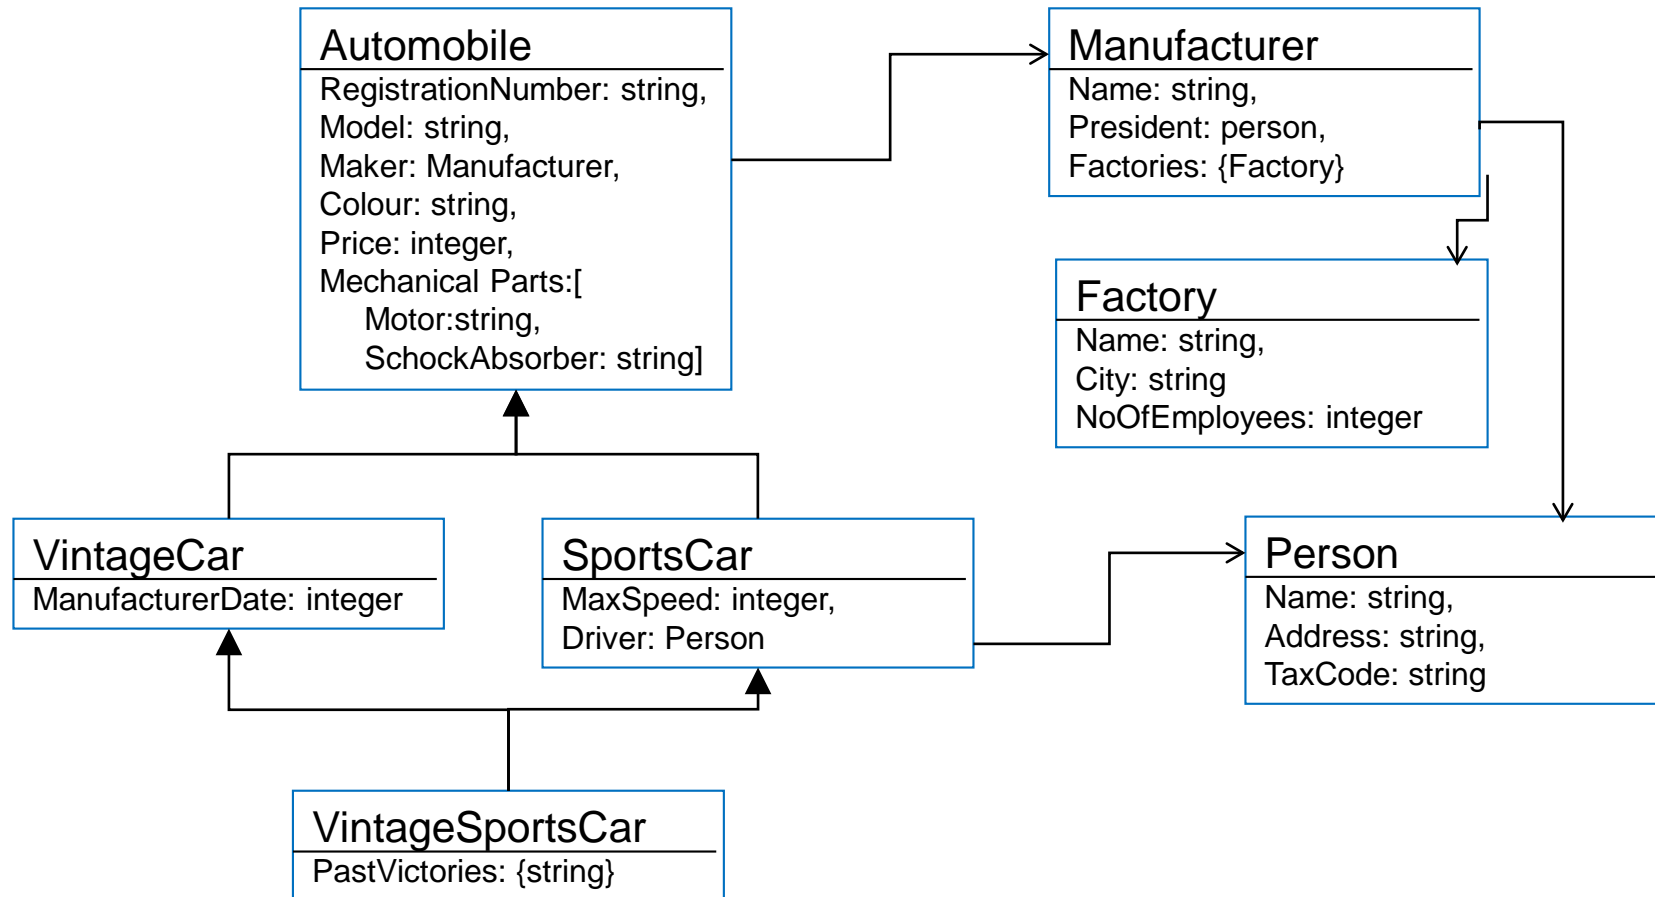 Automobile
RegistrationNumber: string,
Model: string,
Maker: Manufacturer,
Colour: string,
Price: integer,
Mechanical Parts:[
Motor:string,
SchockAbsorber: string]
Manufacturer
Name: string,
President: person,
Factories: {Factory}
Factory
Name: string,
City: string
NoOfEmployees: integer
VintageCar
ManufacturerDate: integer
SportsCar
MaxSpeed: integer,
Driver: Person
Person
Name: string,
Address: string,
TaxCode: string
VintageSportsCar
PastVictories: {string}